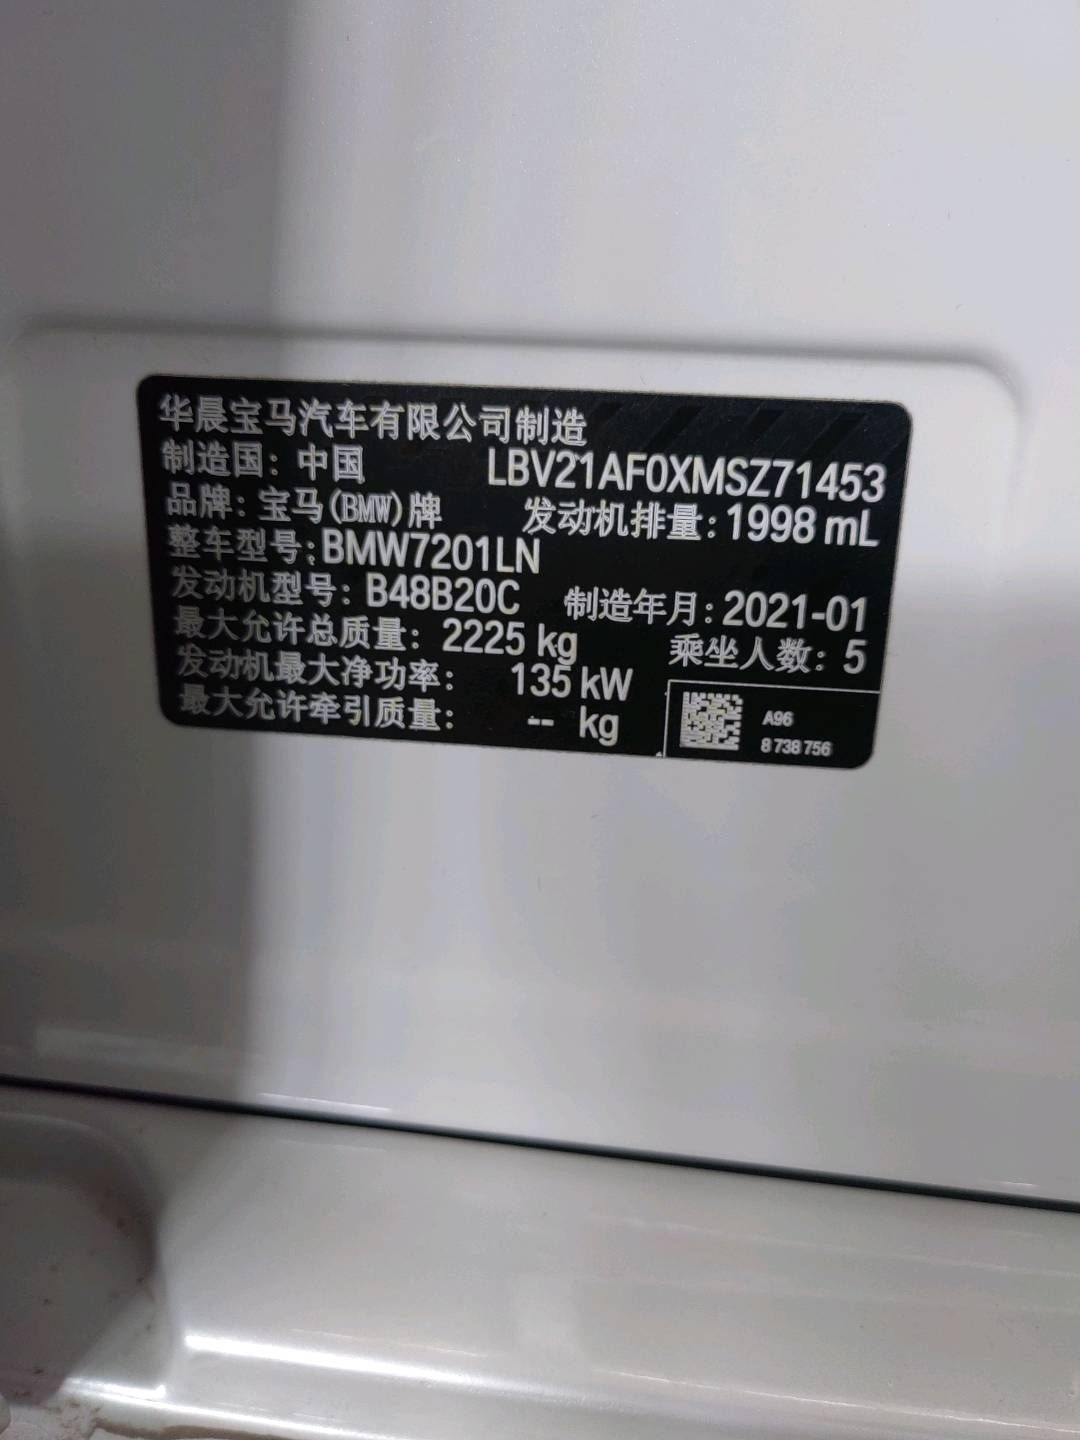 华晨宝马汽车有限公司制造
制造国：中国 LBV21AF0XMSZ71453
品牌：宝马(BMW)牌 发动机排量：1998 mL
整车型号：BMW7201LN
发动机型号：B48B20C 制造年月：2021-01
最大允许总质量：2225 kg 乘坐人数：5
发动机最大净功率：135 kW
最大允许牵引质量：-- kg
A96
8 738 756